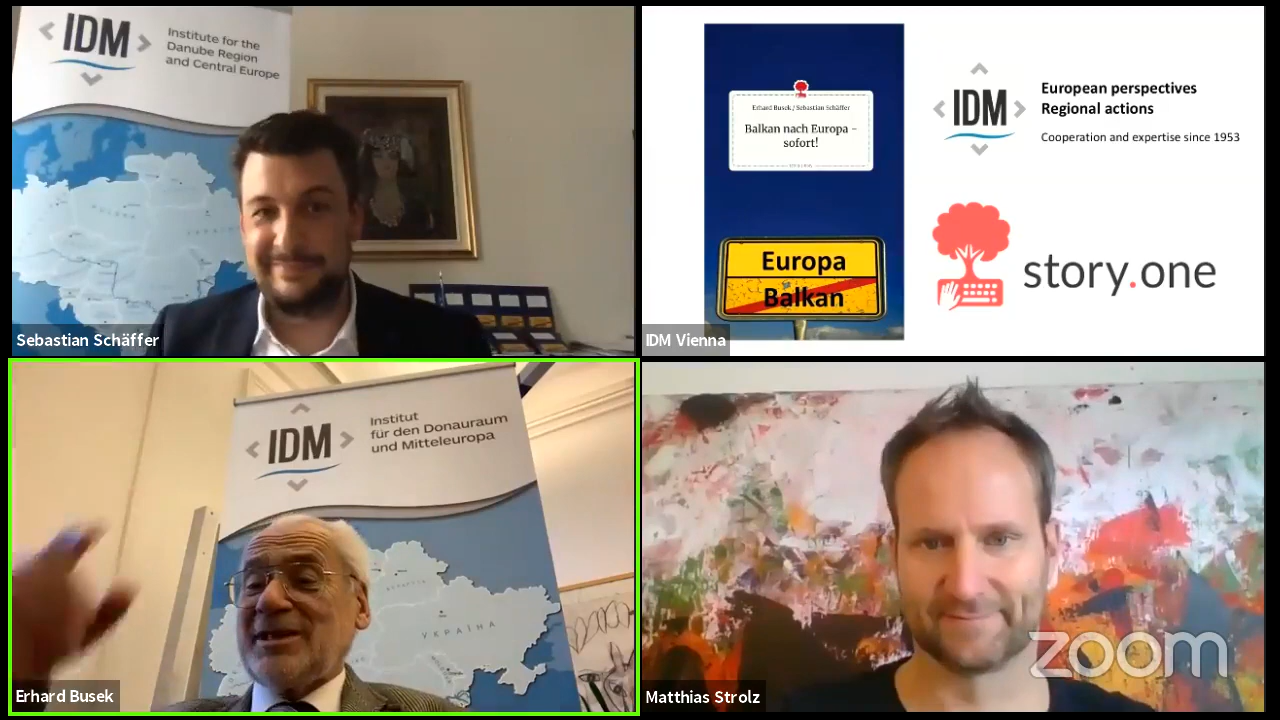 IDM
Institute for the
Danube Region
and Central Europe
Sebastian Schäffer
Erhard Busek / Sebastian Schäffer
Balkan nach Europa –
sofort!
Europa
Balkan
IDM
European perspectives
Regional actions
Cooperation and expertise since 1953
story.one
IDM Vienna
IDM
Institut
für den Donauraum
und Mitteleuropa
УКРАЇНА
Erhard Busek
zoom
Matthias Strolz